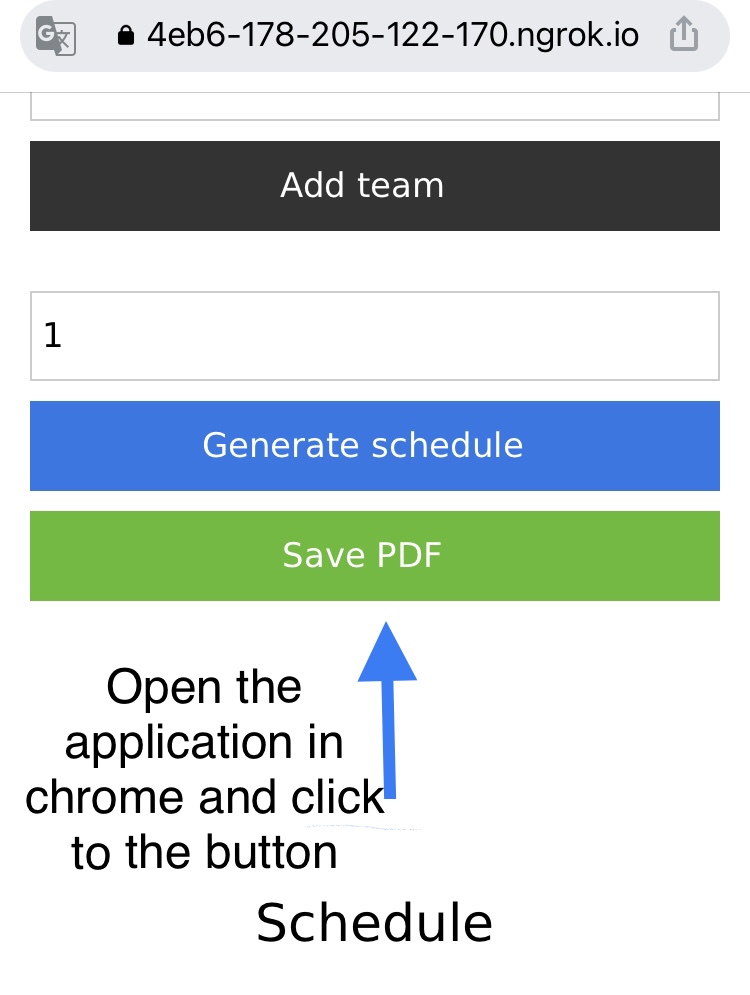 4eb6-178-205-122-170.ngrok.io
Add team
1
Generate schedule
Save PDF
Open the
application in
chrome and click
to the button
Schedule